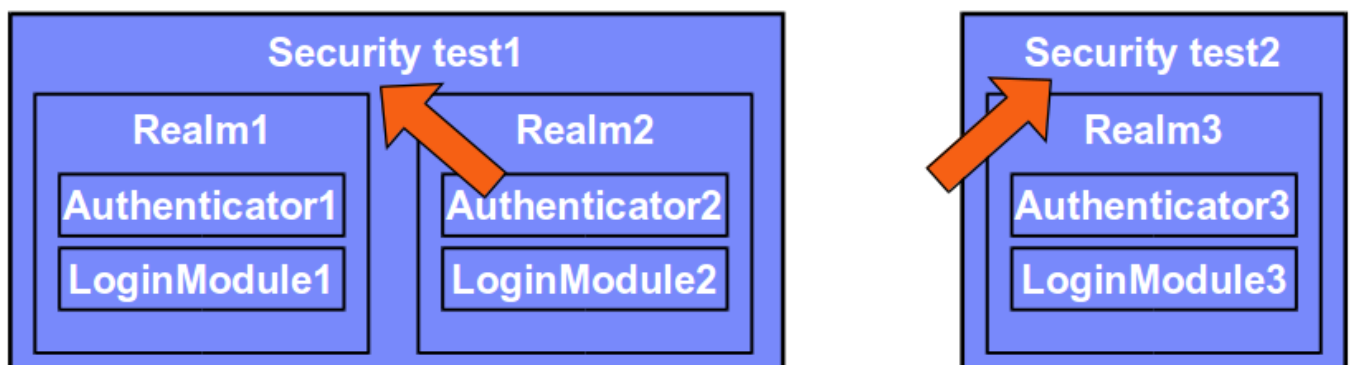 Security test1
Realm1
Authenticator1
LoginModule1
Realm2
Authenticator2
LoginModule2
Security test2
Realm3
Authenticator3
LoginModule3